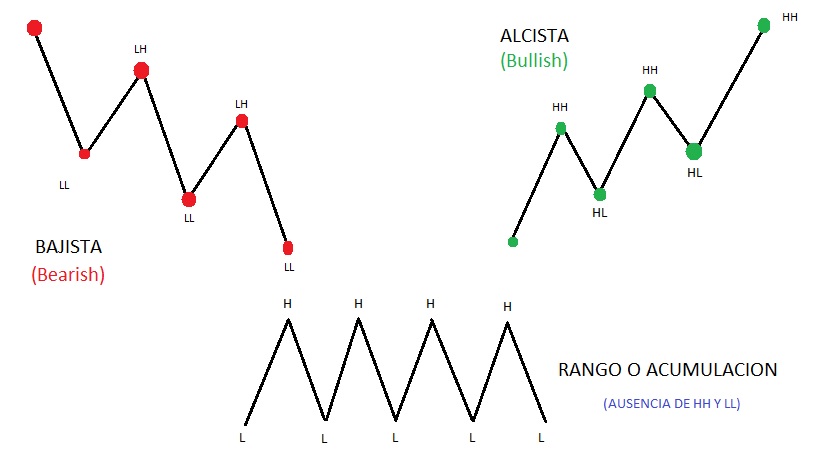 LH
LH
LL
LL
LL
BAJISTA
(Bearish)
ALCISTA
(Bullish)
HH
HH
HH
HL
HL
H
H
H
H
L
L
L
L
L
RANGO O ACUMULACION
(AUSENCIA DE HH Y LL)